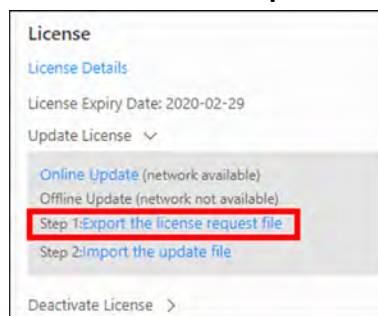 License
License Details
License Expiry Date: 2020-02-29
Update License
Online Update (network available)
Offline Update (network not available)
Step 1:Export the license request file
Step 2:Import the update file
Deactivate License